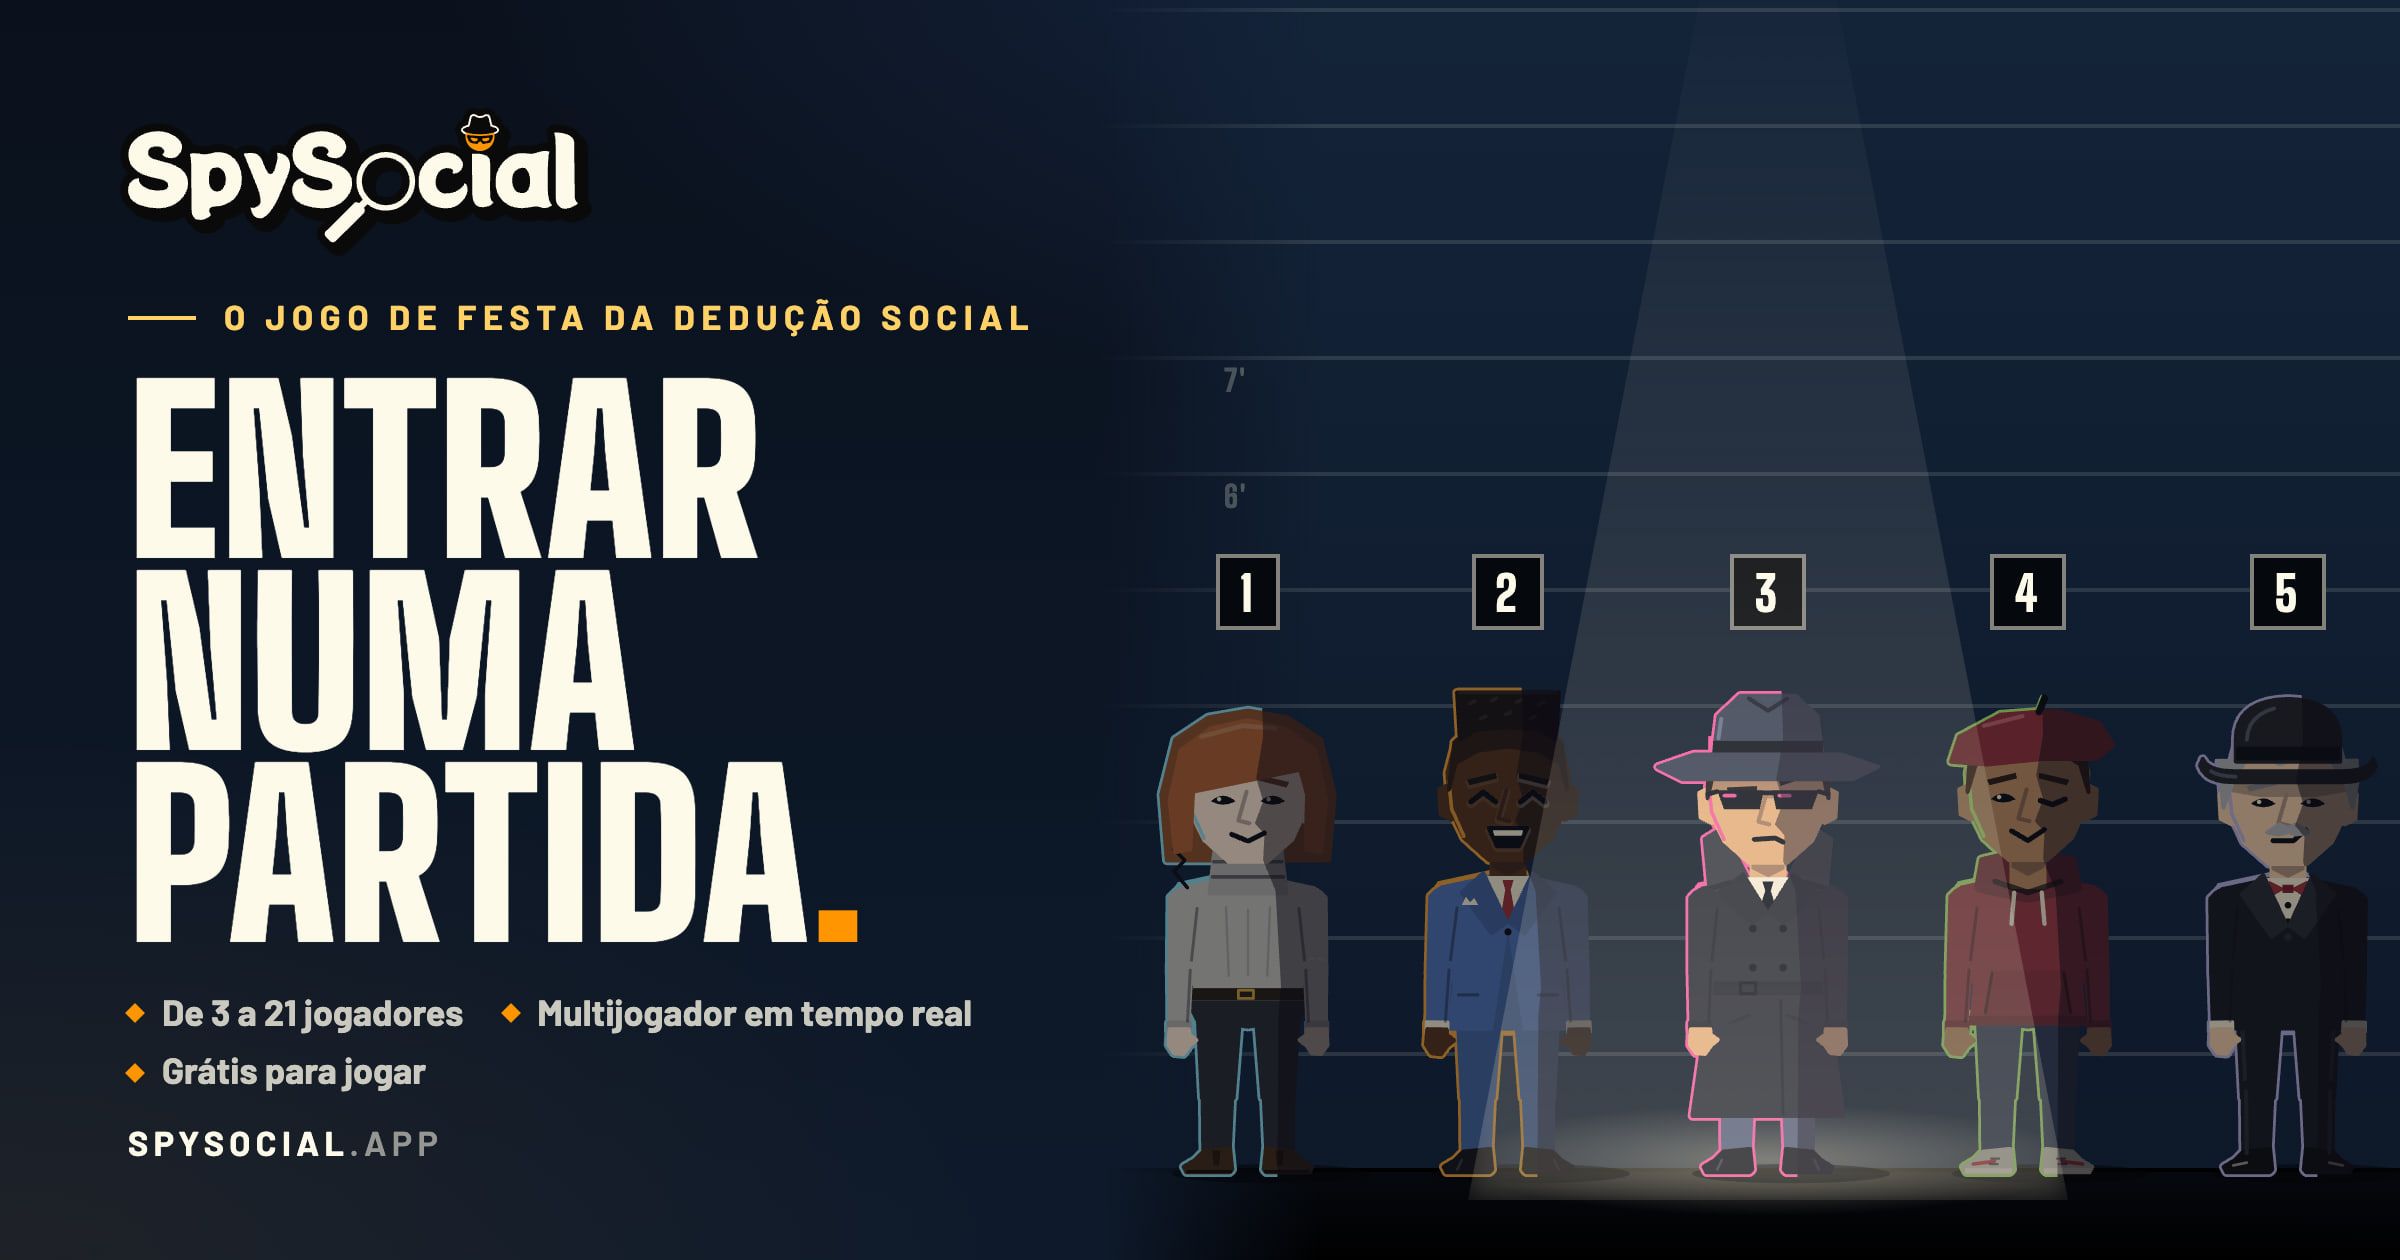 SpySocial
O JOGO DE FESTA DA DEDUÇÃO SOCIAL
ENTRAR
NUMA
PARTIDA.
De 3 a 21 jogadores
Multijogador em tempo real
Grátis para jogar
SPYSOCIAL.APP
7'
6'
1
2
3
4
5